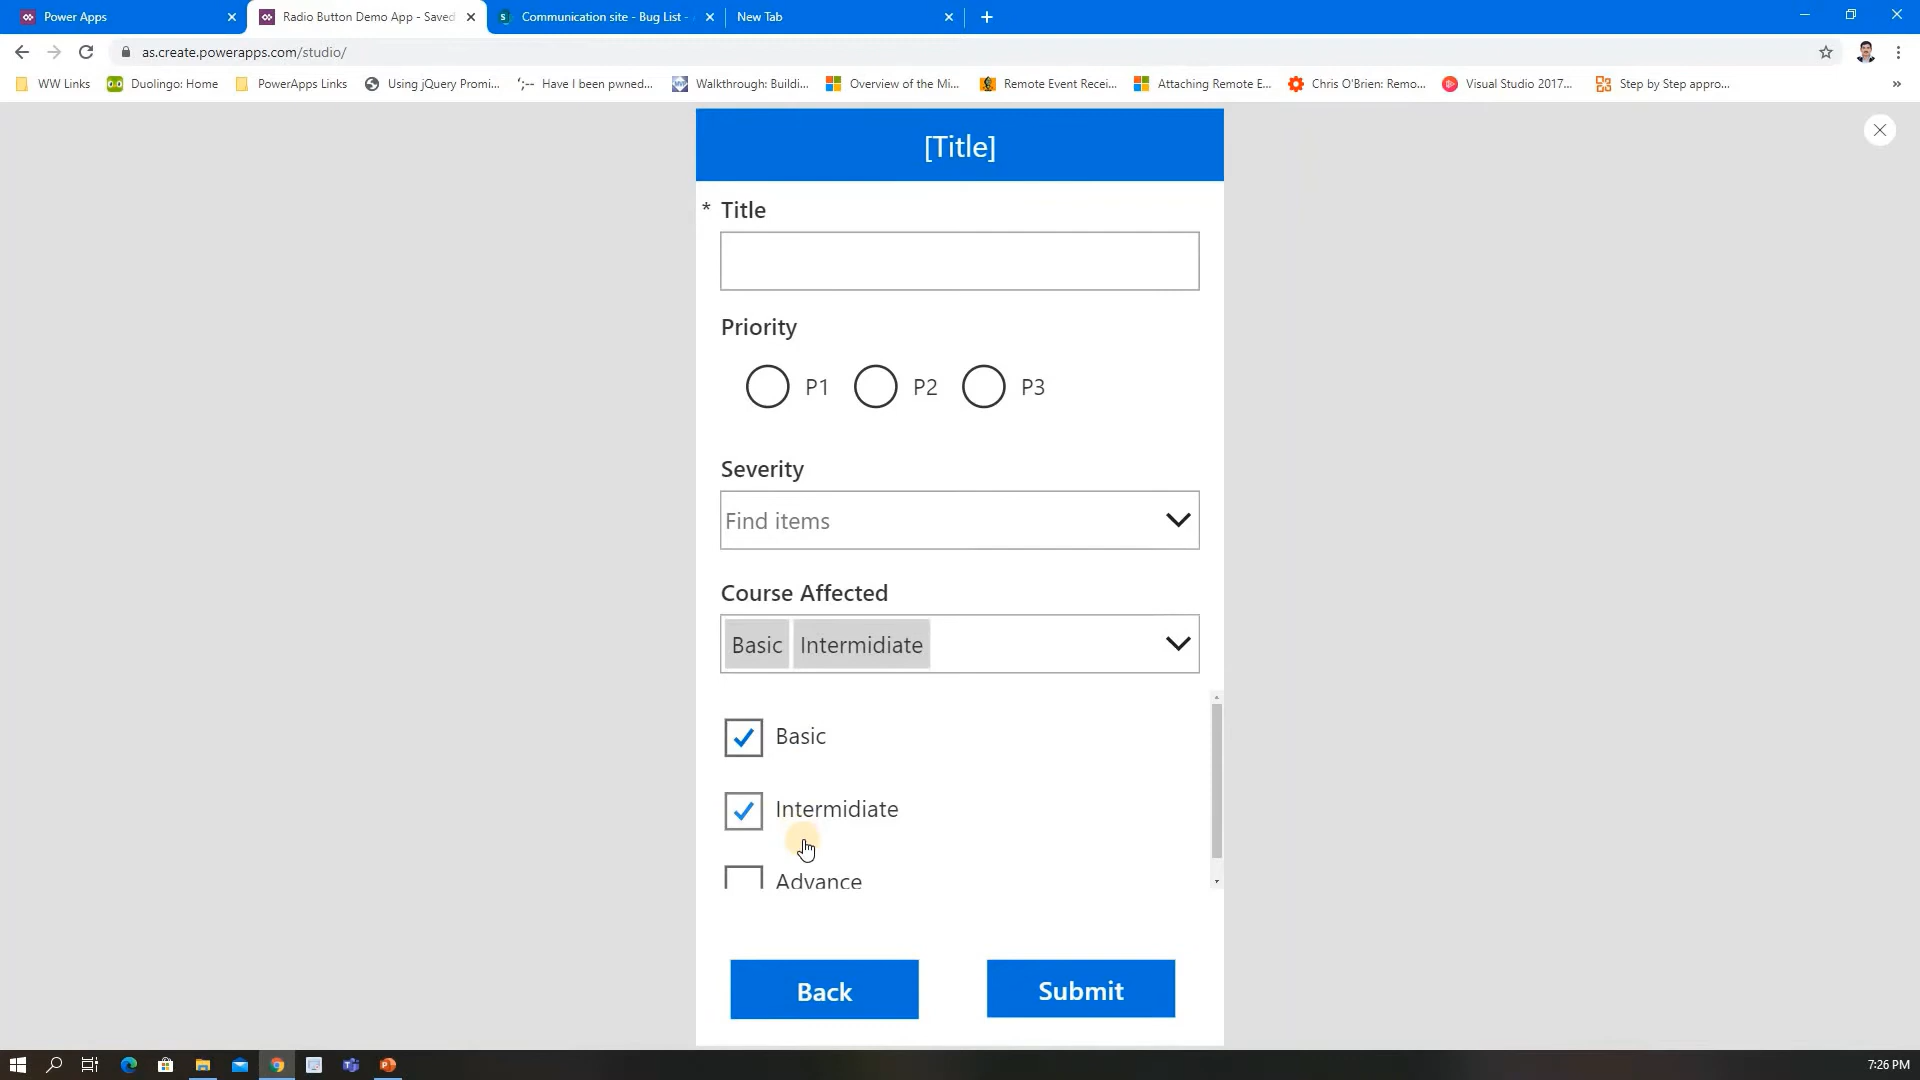 Power Apps
Radio Button Demo App - Saved
Communication site - Bug List -
New Tab
as.create.powerapps.com/studio/
WW Links
Duolingo: Home
PowerApps Links
Using jQuery Promi...
Have I been pwned...
Walkthrough: Buildi...
Overview of the Mi...
Remote Event Recei...
Attaching Remote E...
Chris O'Brien: Remo...
Visual Studio 2017...
Step by Step appro...
»
[Title]
* Title
Priority
P1 P2 P3
Severity
Find items
Course Affected
Basic Intermidiate
Basic
Intermidiate
Advance
Back
Submit
7:26 PM